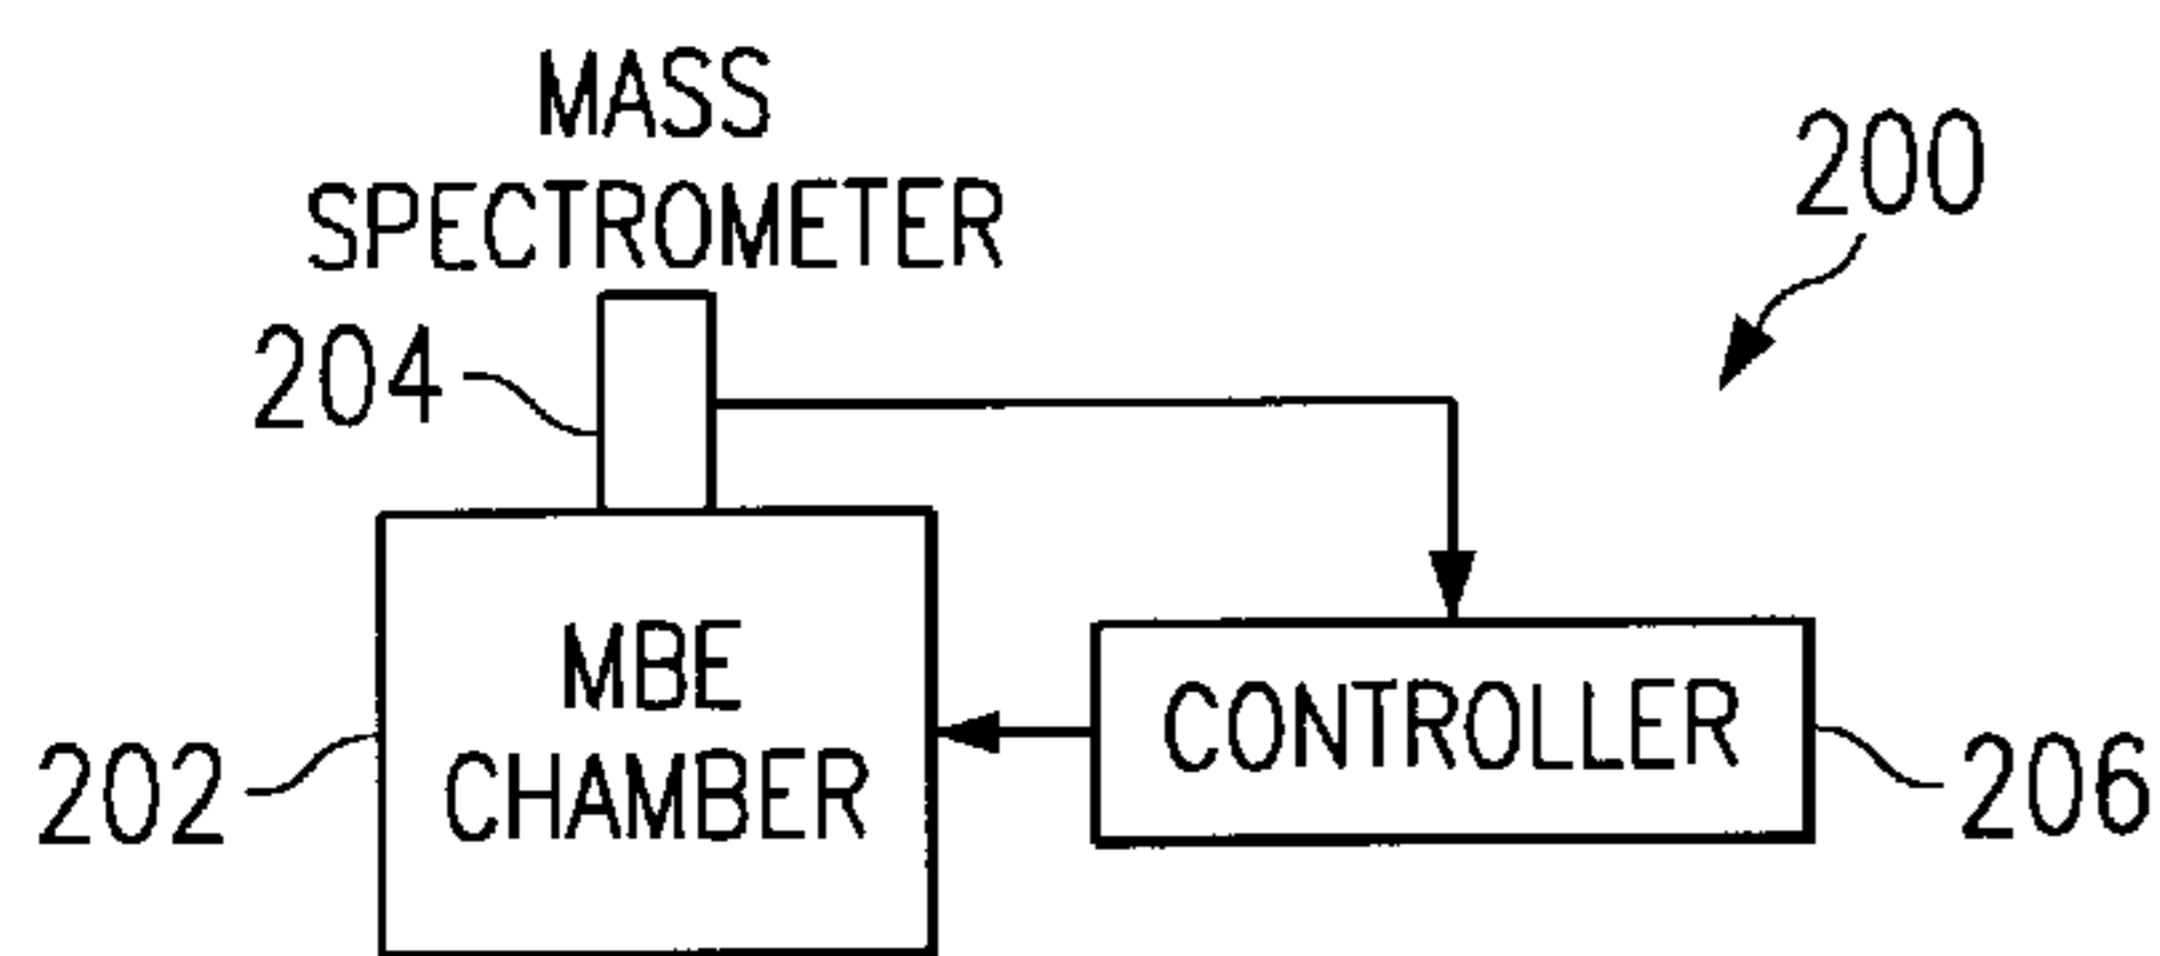 MASS
SPECTROMETER
200
204
MBE
CHAMBER
CONTROLLER
202
206